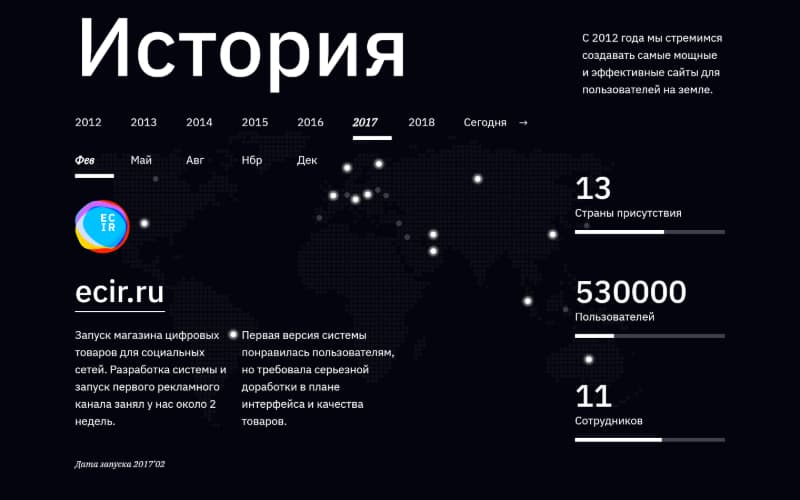 История
С 2012 года мы стремимся
создавать самые мощные
и эффективные сайты для
пользователей на земле.
2012 2013 2014 2015 2016 2017 2018 Сегодня →
Фев Май Авг Нбр Дек
EC
IR
ecir.ru
Запуск магазина цифровых
товаров для социальных
сетей. Разработка системы и
запуск первого рекламного
канала занял у нас около 2
недель.
Первая версия системы
понравилась пользователям,
но требовала серьезной
доработки в плане
интерфейса и качества
товаров.
Дата запуска 2017'02
13
Страны присутствия
530000
Пользователей
11
Сотрудников